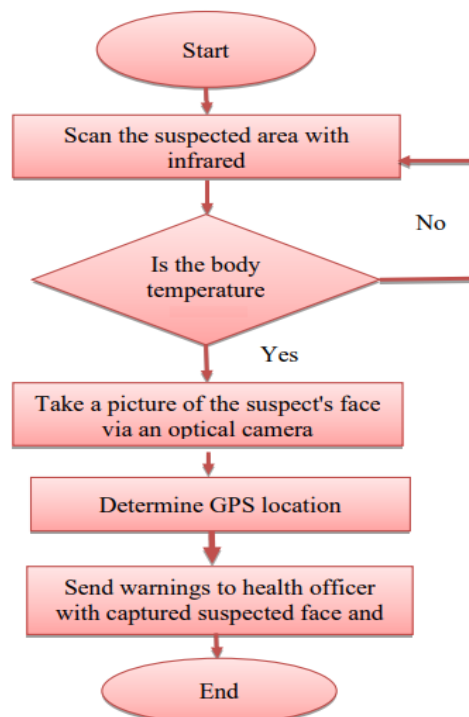 Start
Scan the suspected area with
infrared
No
Is the body
temperature
Yes
Take a picture of the suspect's face
via an optical camera
Determine GPS location
Send warnings to health officer
with captured suspected face and
End